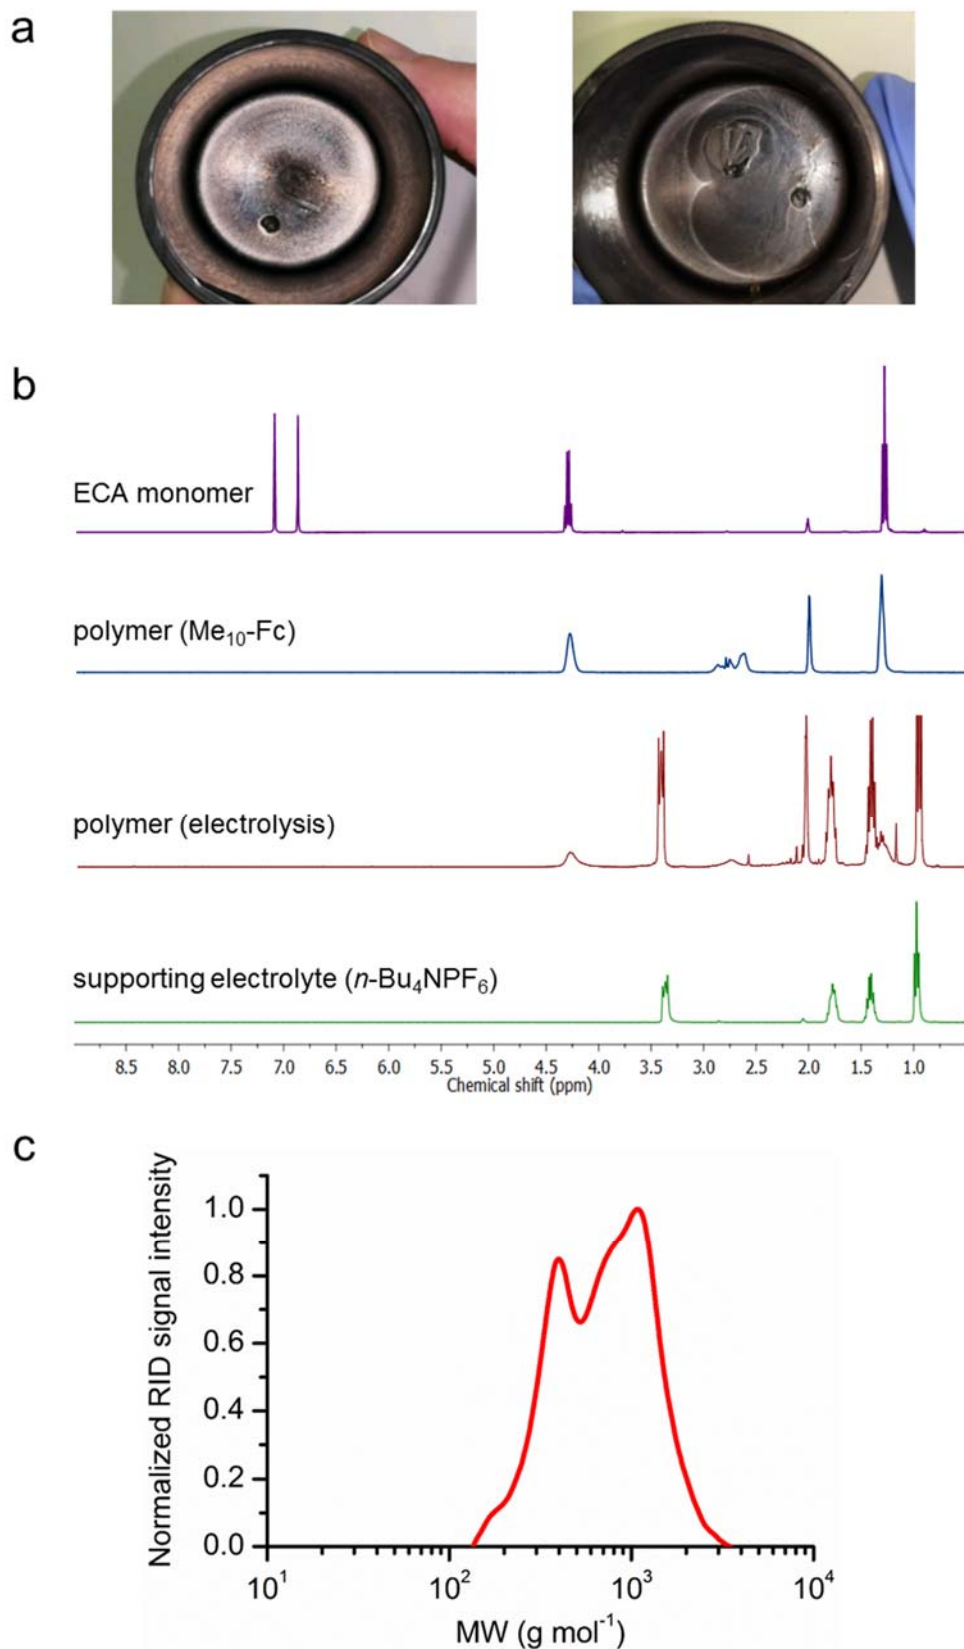 a
b
ECA monomer
polymer (Me₁₀-Fc)
polymer (electrolysis)
supporting electrolyte (n-Bu₄NPF₆)
8.5 8.0 7.5 7.0 6.5 6.0 5.5 5.0 4.5 4.0 3.5 3.0 2.5 2.0 1.5 1.0
Chemical shift (ppm)
c
Normalized RID signal intensity
1.0
0.8
0.6
0.4
0.2
0.0
10¹ 10² 10³ 10⁴
MW (g mol⁻¹)